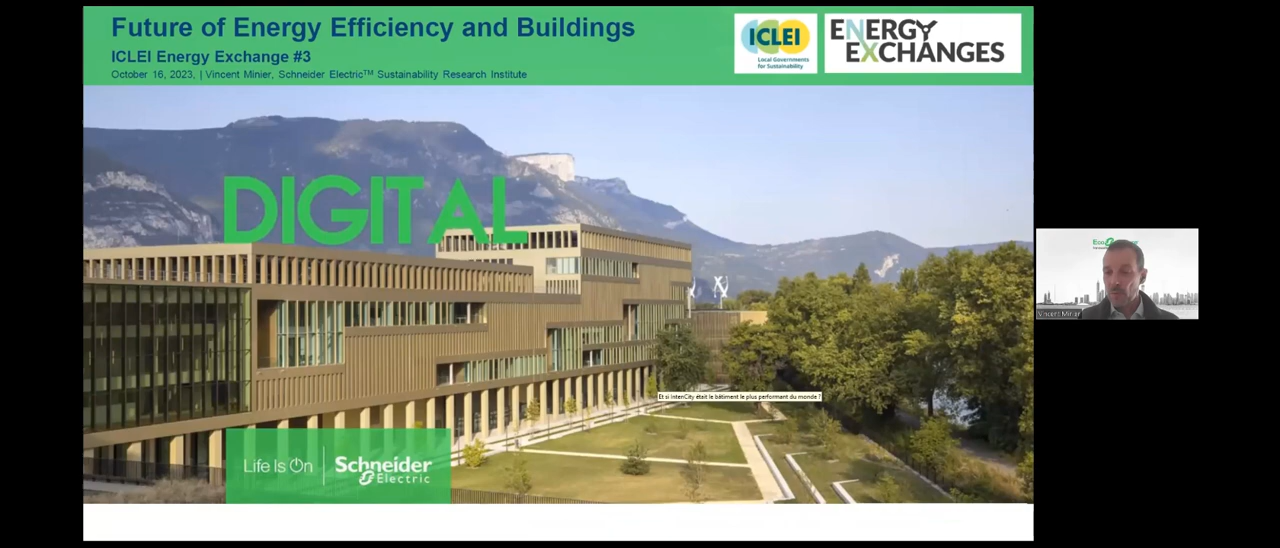 Future of Energy Efficiency and Buildings
ICLEI Energy Exchange #3
October 16, 2023, | Vincent Minier, Schneider Electric™ Sustainability Research Institute
ICLEI
Local Governments
for Sustainability
ENERGY
EXCHANGES
DIGITAL
Et si IntenCity était le bâtiment le plus performant du monde ?
Life Is On
Schneider
Electric
Vincent Minier